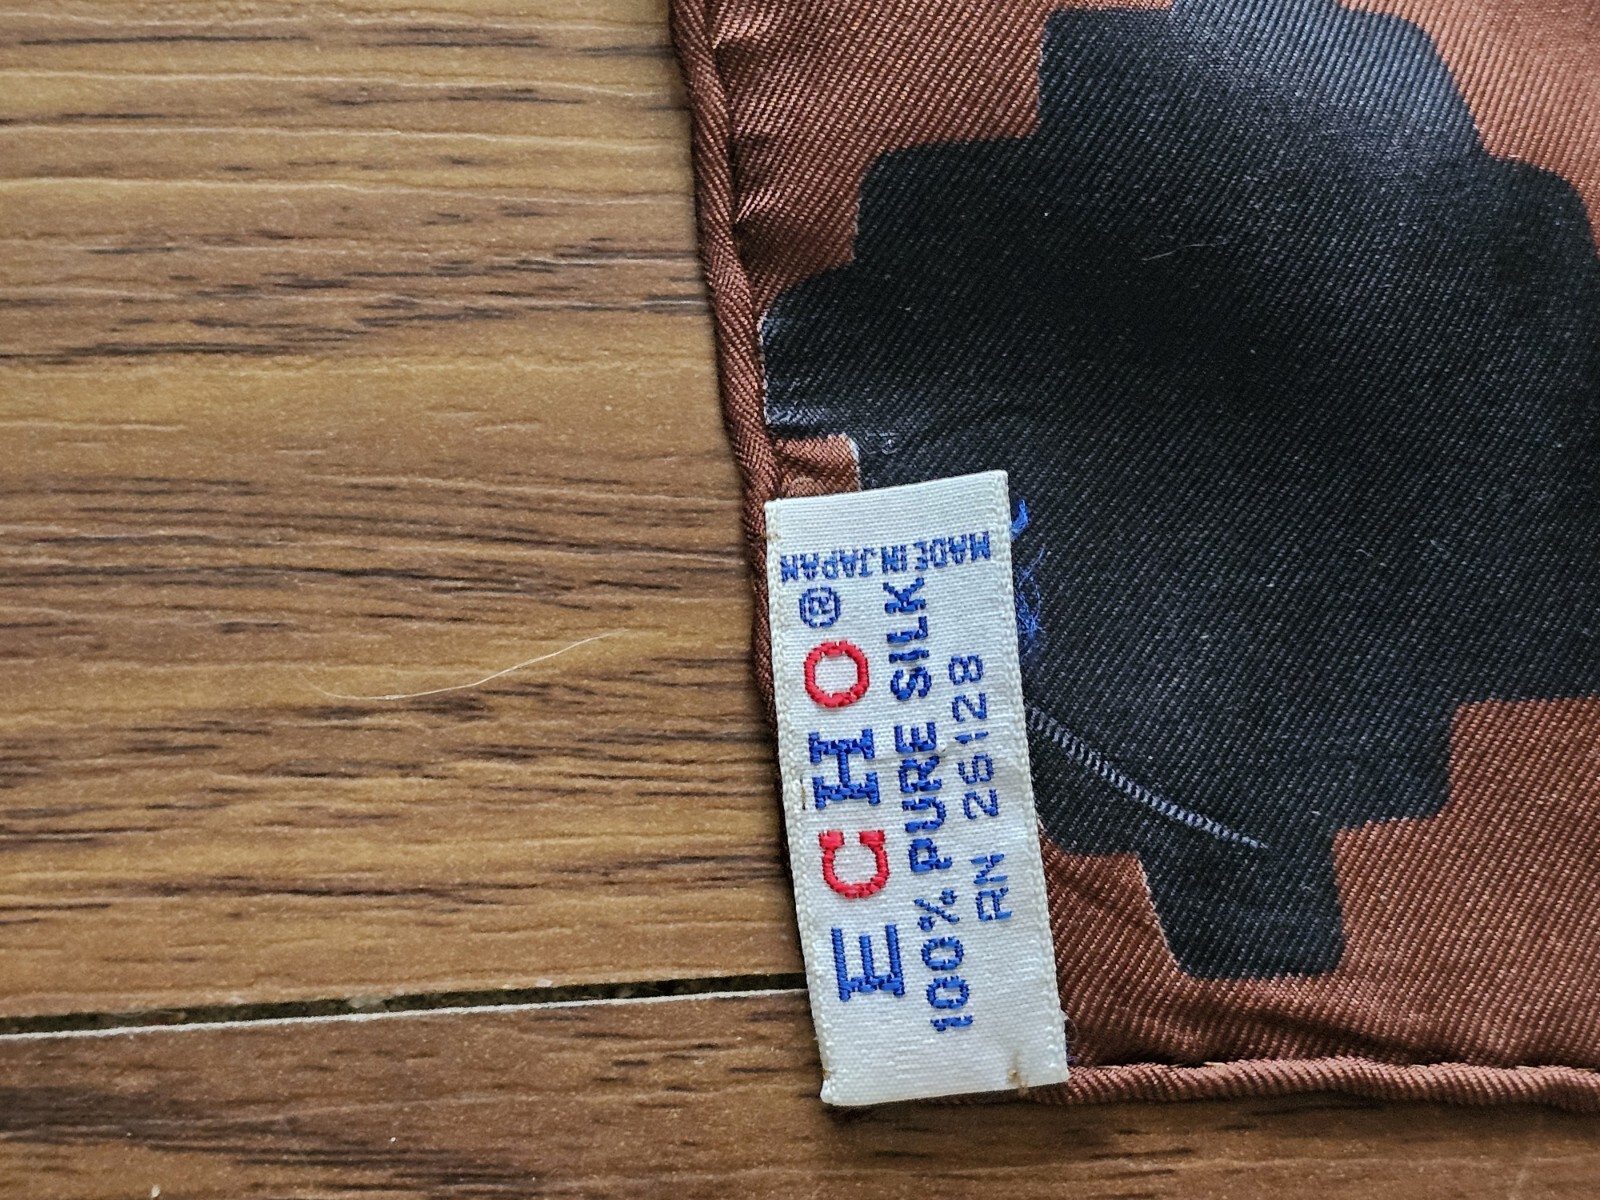 ECHO®
100% PURE SILK
RN 26128
MADE IN JAPAN